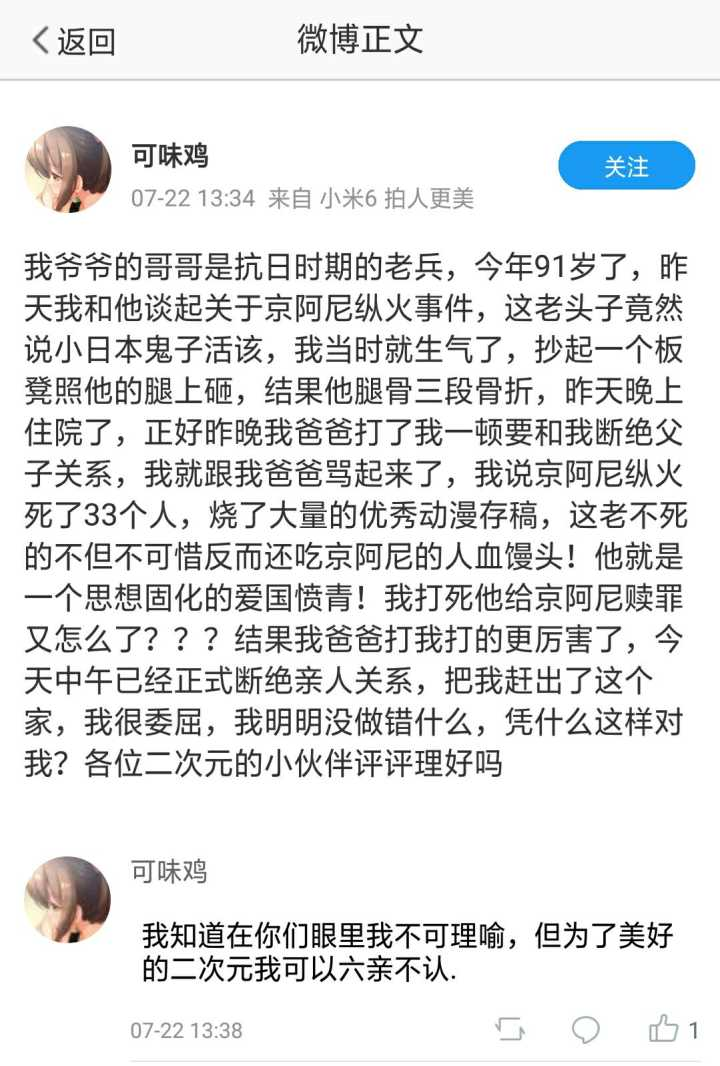 返回
微博正文
可味鸡
关注
07-22 13:34 来自 小米6 拍人更美
我爷爷的哥哥是抗日时期的老兵，今年91岁了，昨
天我和他谈起关于京阿尼纵火事件，这老头子竟然
说小日本鬼子活该，我当时就生气了，抄起一个板
凳照他的腿上砸，结果他腿骨三段骨折，昨天晚上
住院了，正好昨晚我爸爸打了我一顿要和我断绝父
子关系，我就跟我爸爸骂起来了，我说京阿尼纵火
死了33个人，烧了大量的优秀动漫存稿，这老不死
的不但不可惜反而还吃京阿尼的人血馒头！他就是
一个思想固化的爱国愤青！我打死他给京阿尼赎罪
又怎么了？？？结果我爸爸打我打的更厉害了，今
天中午已经正式断绝亲人关系，把我赶出了这个
家，我很委屈，我明明没做错什么，凭什么这样对
我？各位二次元的小伙伴评评理好吗
可味鸡
我知道在你们眼里我不可理喻，但为了美好
的二次元我可以六亲不认.
07-22 13:38
1